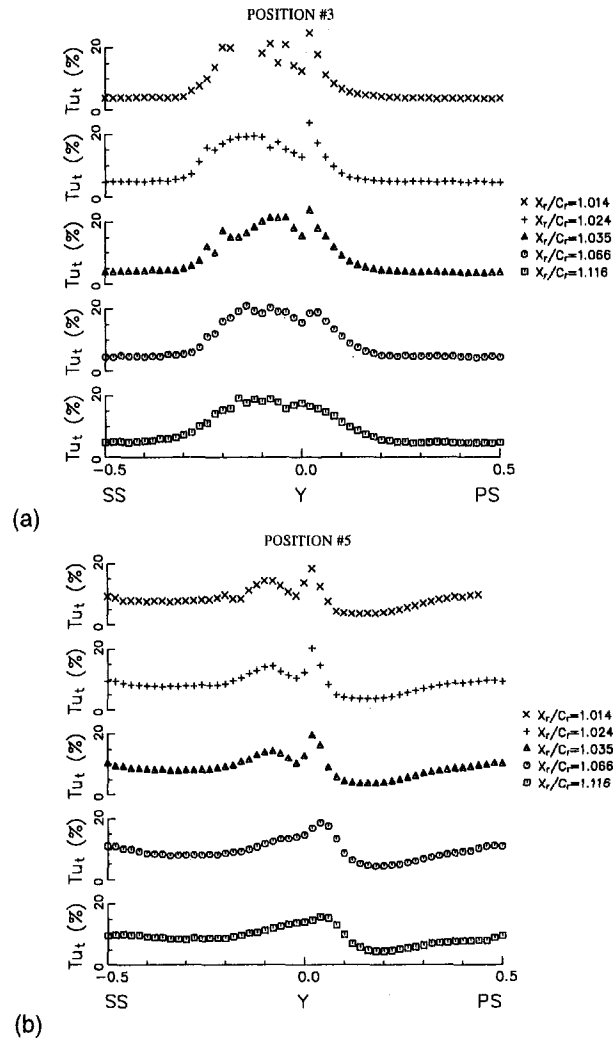 POSITION #3
Tu_t (%)
20
0
Tu_t (%)
20
0
Tu_t (%)
20
0
Tu_t (%)
20
0
Tu_t (%)
20
0
× X_r/C_r=1.014
+ X_r/C_r=1.024
▲ X_r/C_r=1.035
X_r/C_r=1.066
X_r/C_r=1.116
-0.5 0.0 0.5
SS Y PS
(a)
POSITION #5
Tu_t (%)
20
0
Tu_t (%)
20
0
Tu_t (%)
20
0
Tu_t (%)
20
0
Tu_t (%)
20
0
× X_r/C_r=1.014
+ X_r/C_r=1.024
▲ X_r/C_r=1.035
X_r/C_r=1.066
X_r/C_r=1.116
-0.5 0.0 0.5
SS Y PS
(b)